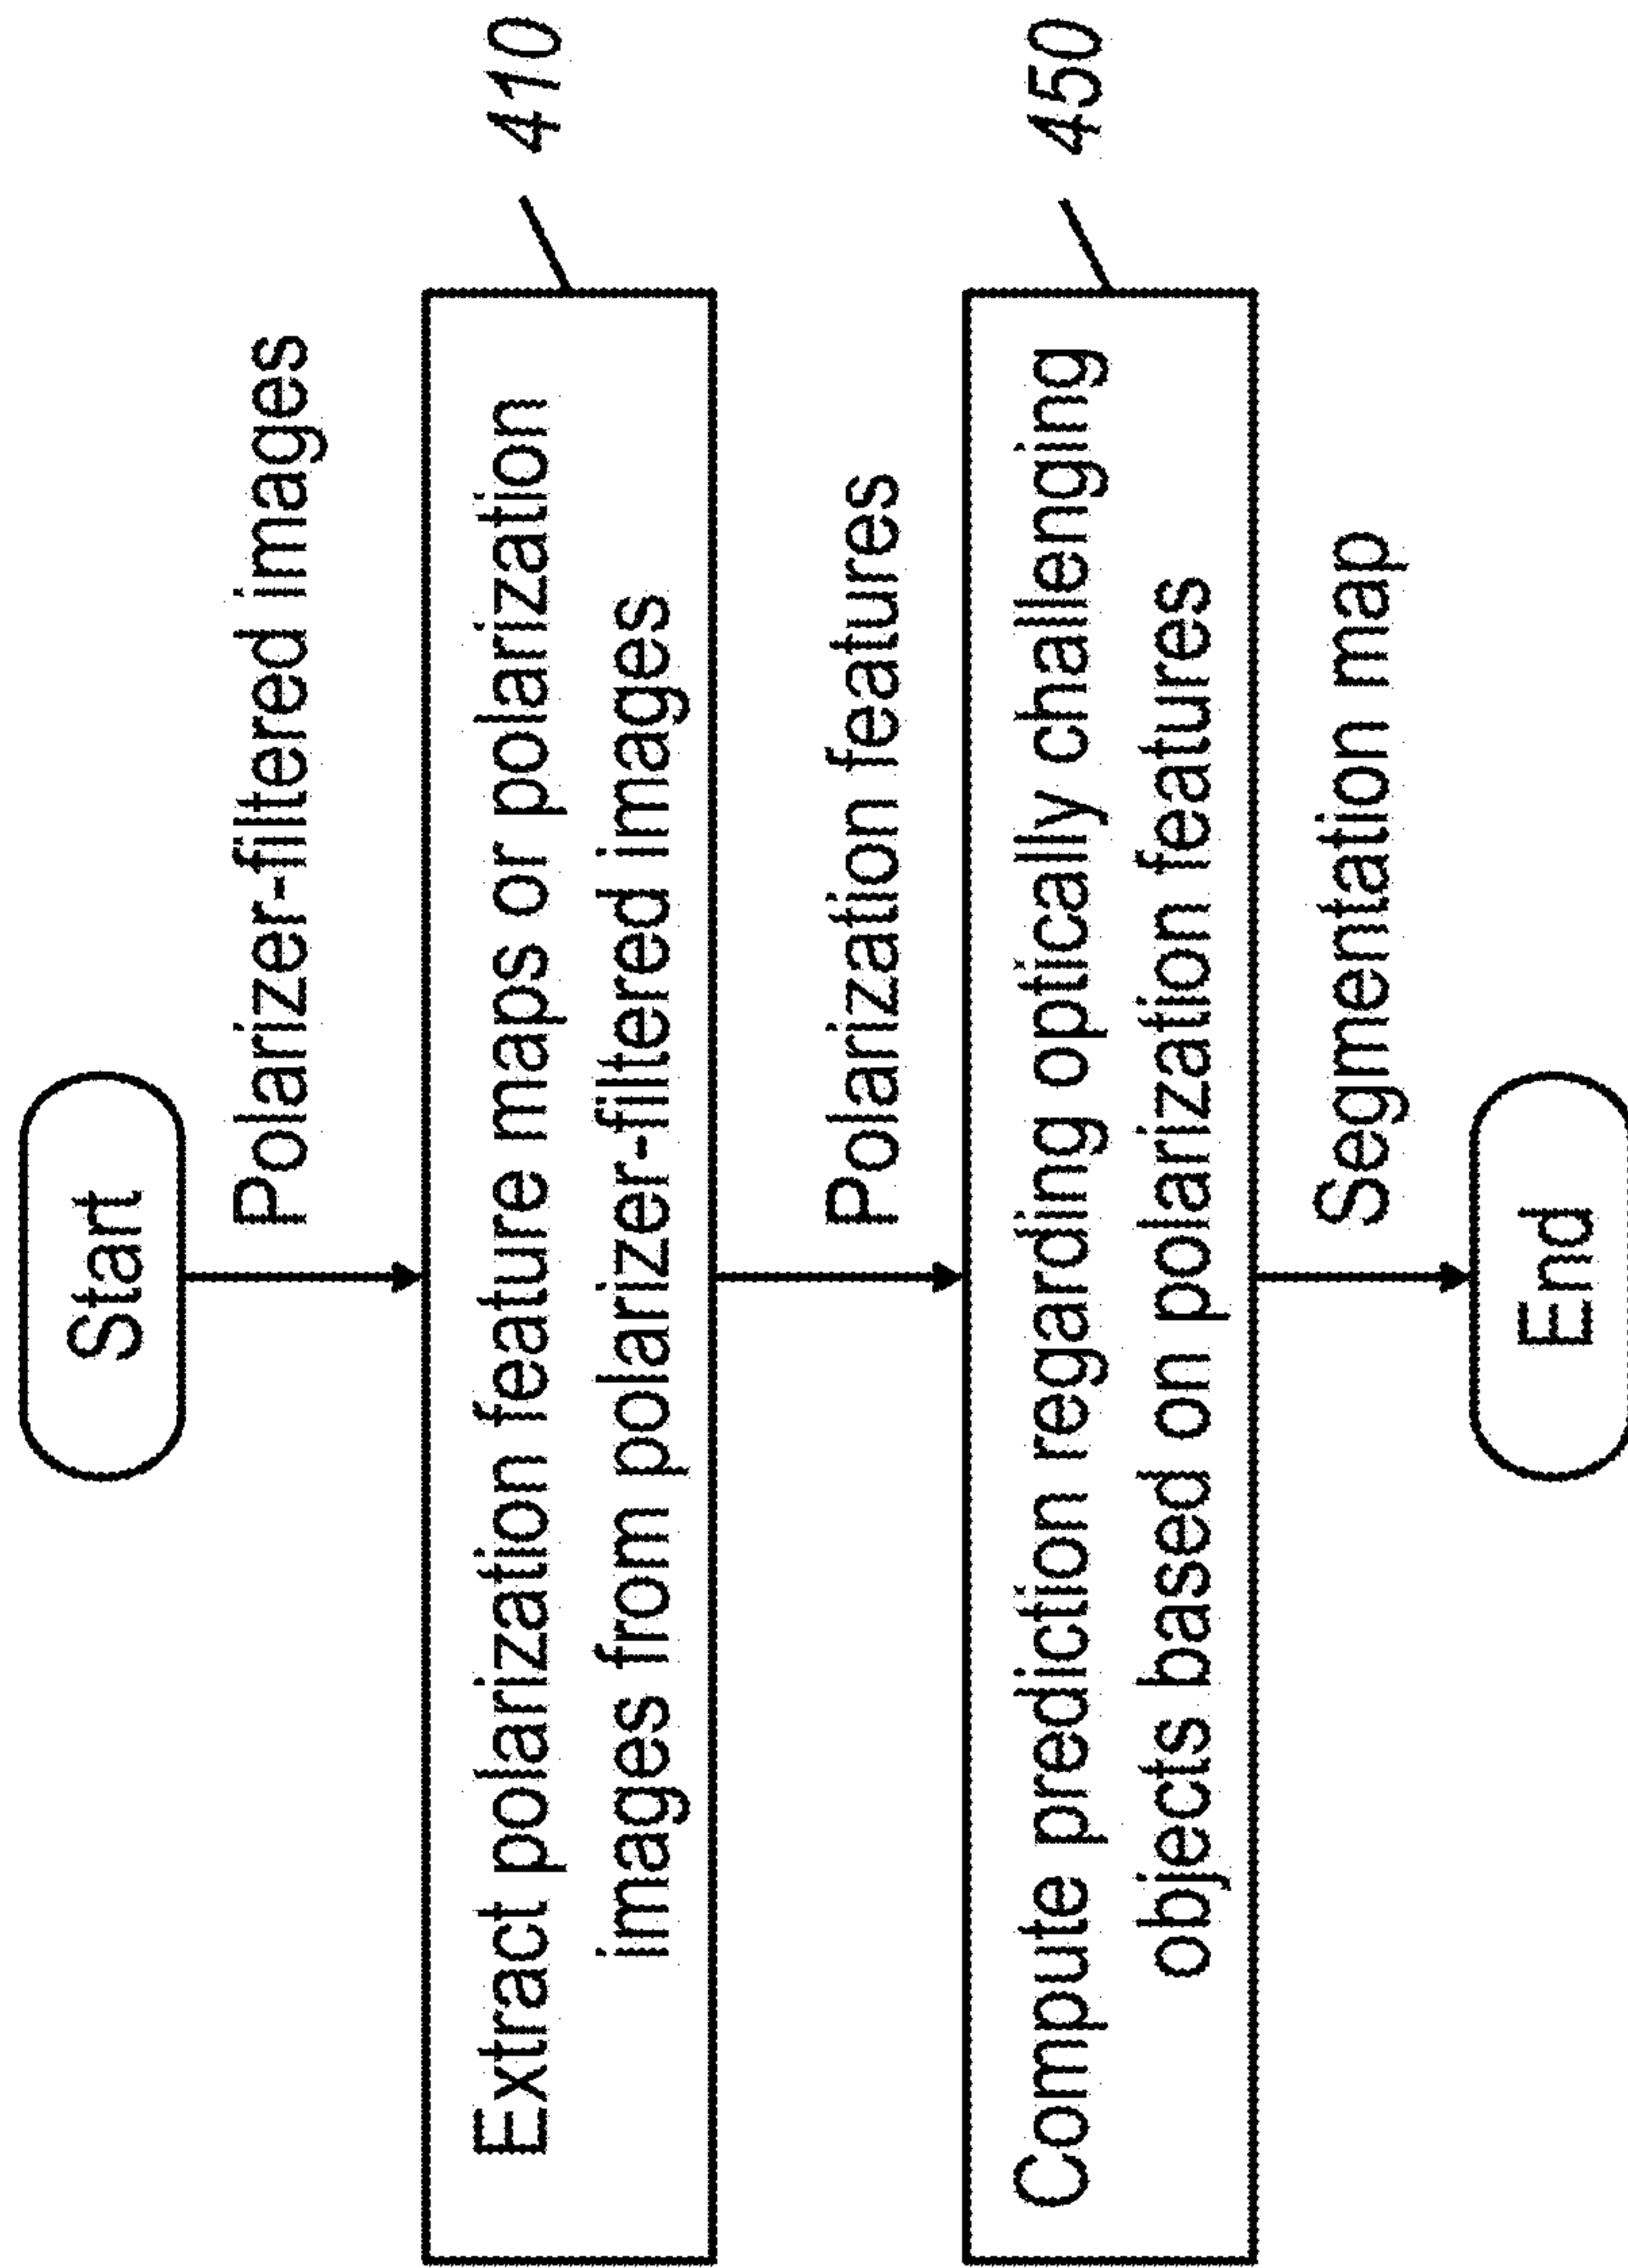 Start
Polarizer-filtered images
Extract polarization feature maps or polarization
images from polarizer-filtered images
410
Polarization features
Compute prediction regarding optically challenging
objects based on polarization features
450
Segmentation map
End